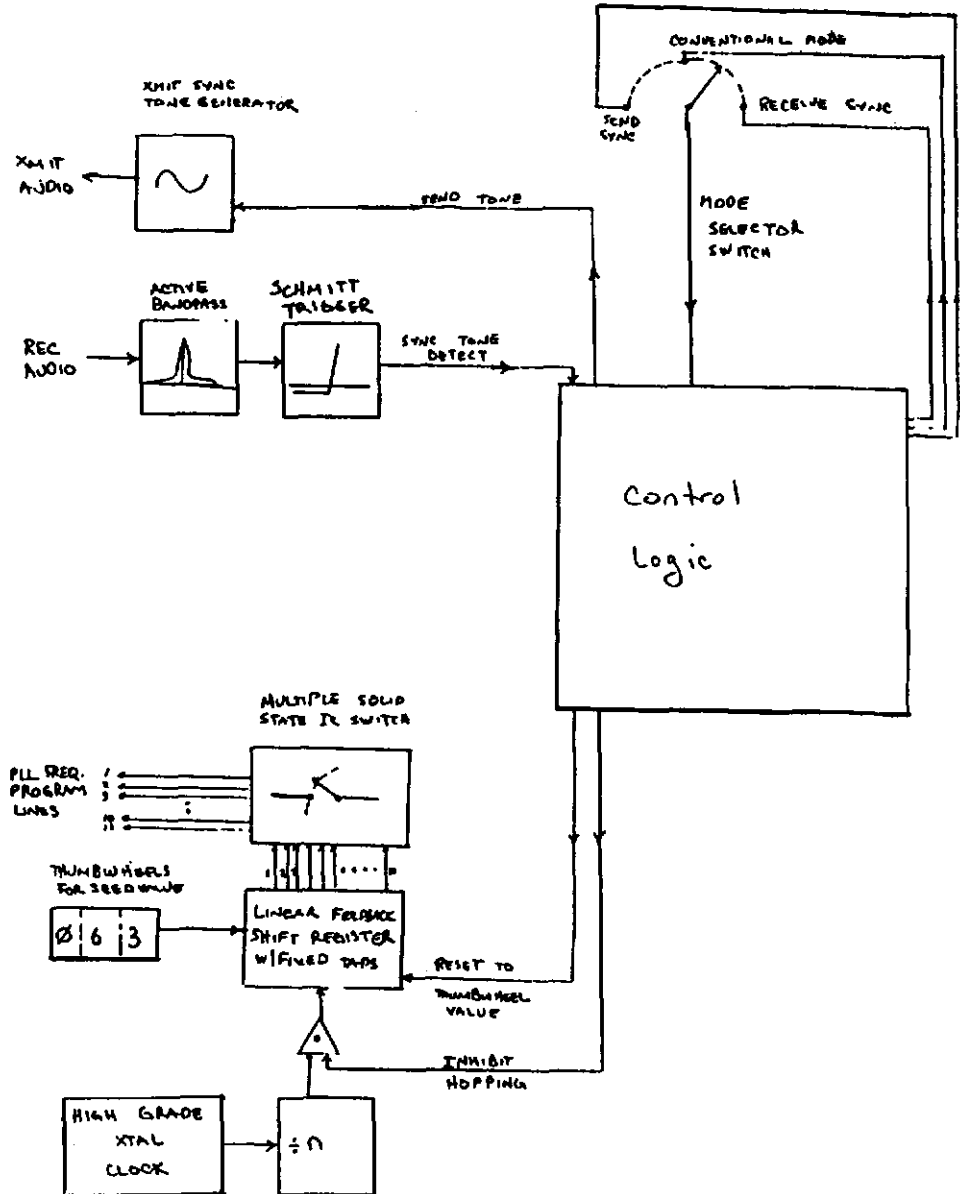 CONVENTIONAL MODE
XMIT SYNC
TONE GENERATOR
SEND
SYNC
RECEIVE SYNC
XMIT
AUDIO
SEND TONE
MODE
SELECTOR
SWITCH
ACTIVE
BANDPASS
SCHMITT
TRIGGER
REC
AUDIO
SYNC TONE
DETECT
Control
Logic
MULTIPLE SOLID
STATE IC SWITCH
PLL FREQ.
PROGRAM
LINES
1
2
3
10
11
THUMBWHEELS
FOR SEED VALUE
Ø 6 3
LINEAR FEEDBACK
SHIFT REGISTER
W/FIXED TAPS
RESET TO
THUMBWHEEL
VALUE
INHIBIT
HOPPING
HIGH GRADE
XTAL
CLOCK
÷ n